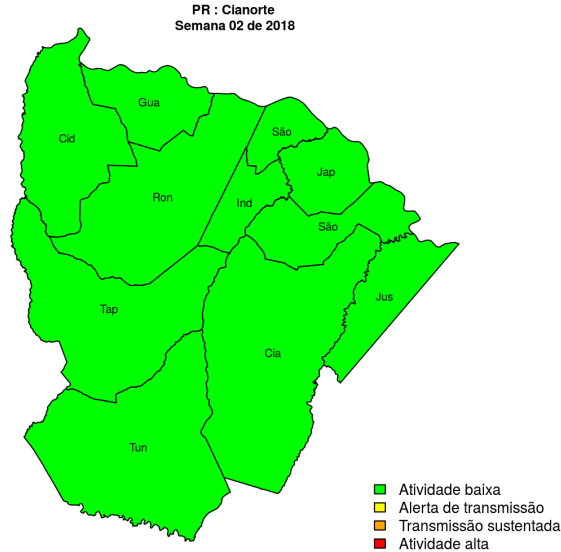 PR : Cianorte
Semana 02 de 2018
Gua
São
Cid
Jap
Ron
Ind
São
Jus
Tap
Cia
Tun
Atividade baixa
Alerta de transmissão
Transmissão sustentada
Atividade alta